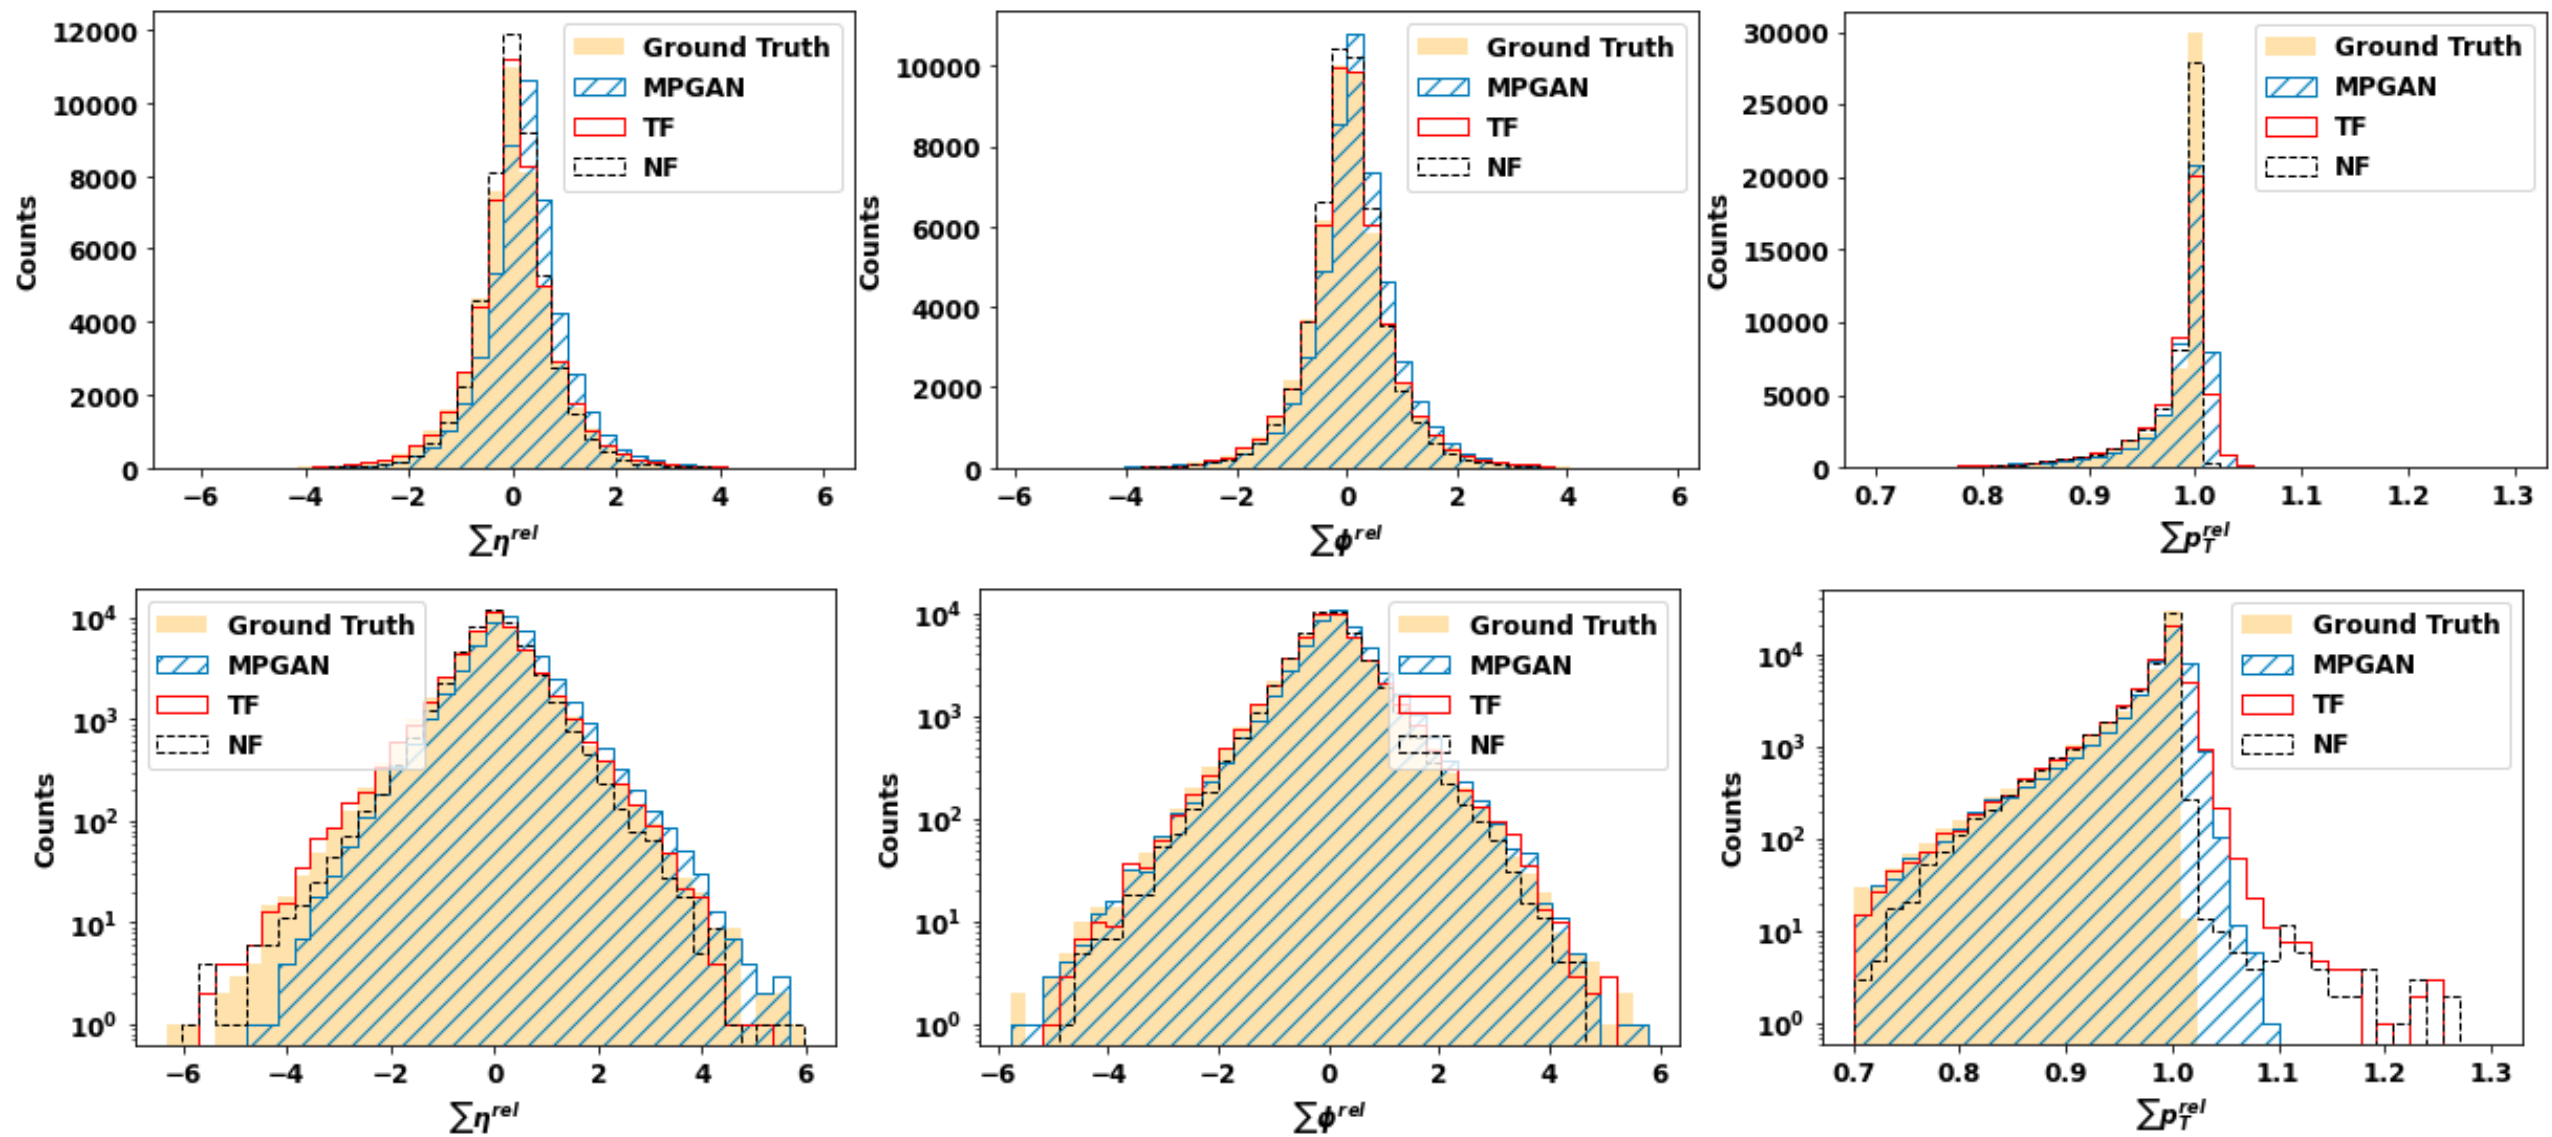 12000
10000
8000
6000
4000
2000
0
Counts
−6 −4 −2 0 2 4 6
∑η^rel
Ground Truth
MPGAN
TF
NF
10000
8000
6000
4000
2000
0
Counts
−6 −4 −2 0 2 4 6
∑ϕ^rel
Ground Truth
MPGAN
TF
NF
30000
25000
20000
15000
10000
5000
0
Counts
0.7 0.8 0.9 1.0 1.1 1.2 1.3
∑p_T^rel
Ground Truth
MPGAN
TF
NF
10^4
10^3
10^2
10^1
10^0
Counts
−6 −4 −2 0 2 4 6
∑η^rel
Ground Truth
MPGAN
TF
NF
10^4
10^3
10^2
10^1
10^0
Counts
−6 −4 −2 0 2 4 6
∑ϕ^rel
Ground Truth
MPGAN
TF
NF
10^4
10^3
10^2
10^1
10^0
Counts
0.7 0.8 0.9 1.0 1.1 1.2 1.3
∑p_T^rel
Ground Truth
MPGAN
TF
NF